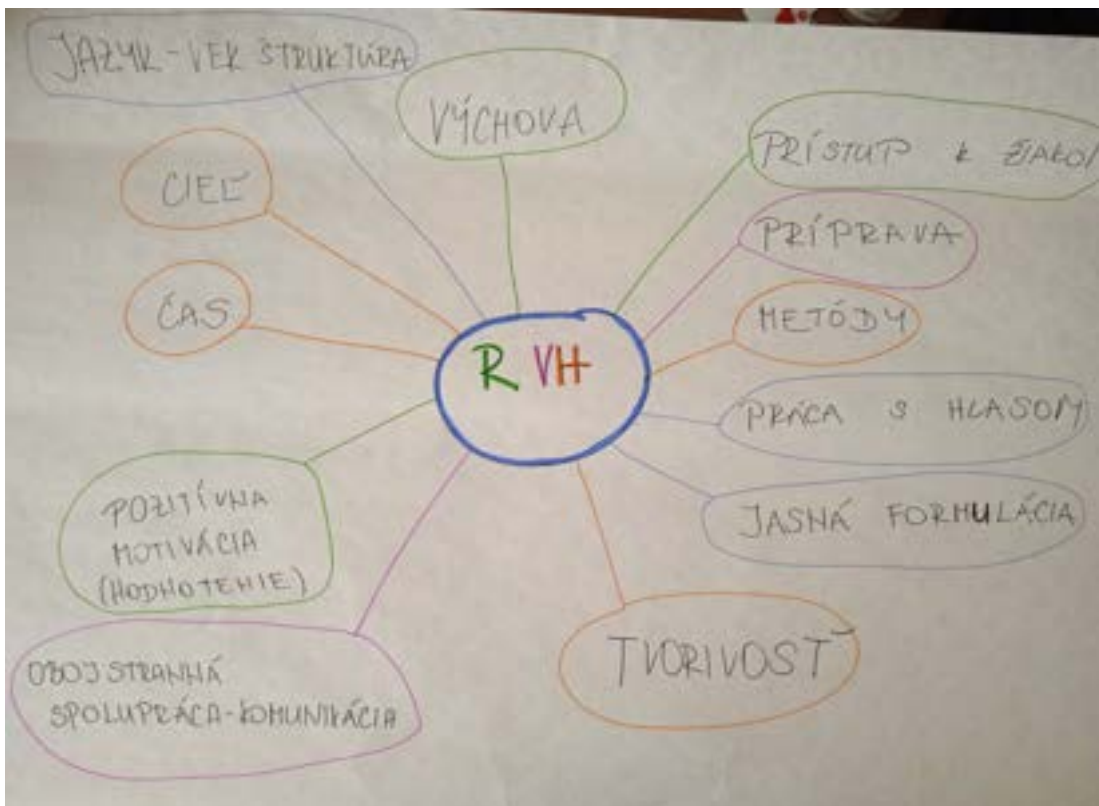 JAZYK-VEK ŠTRUKTÚRA
VÝCHOVA
PRÍSTUP K
CIEĽ
PRÍPRAVA
ČAS
METÓDY
R VH
PRÁCA S HLASOM
JASNÁ FORMULÁCIA
POZITÍVNA
MOTIVÁCIA
(HODNOTENIE)
TVORIVOSŤ
OBOJSTRANNÁ
SPOLUPRÁCA-KOMUNIKÁCIA